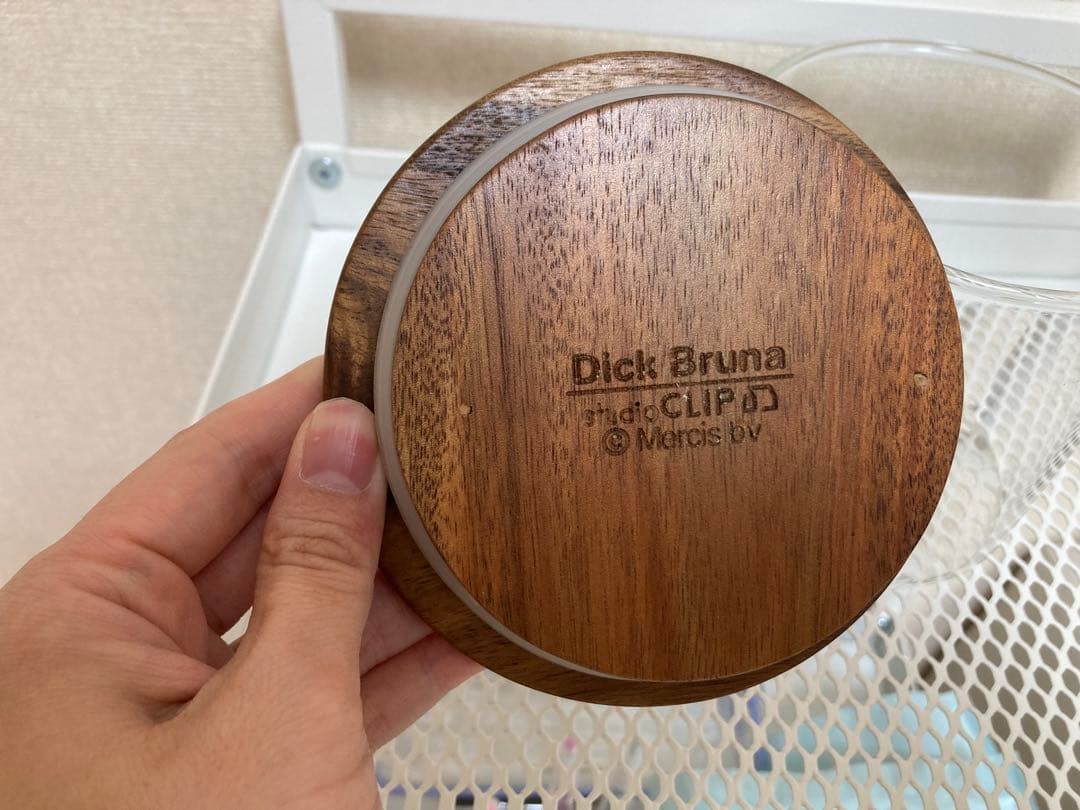 Dick Bruna
studio CLIP
© Mercis bv